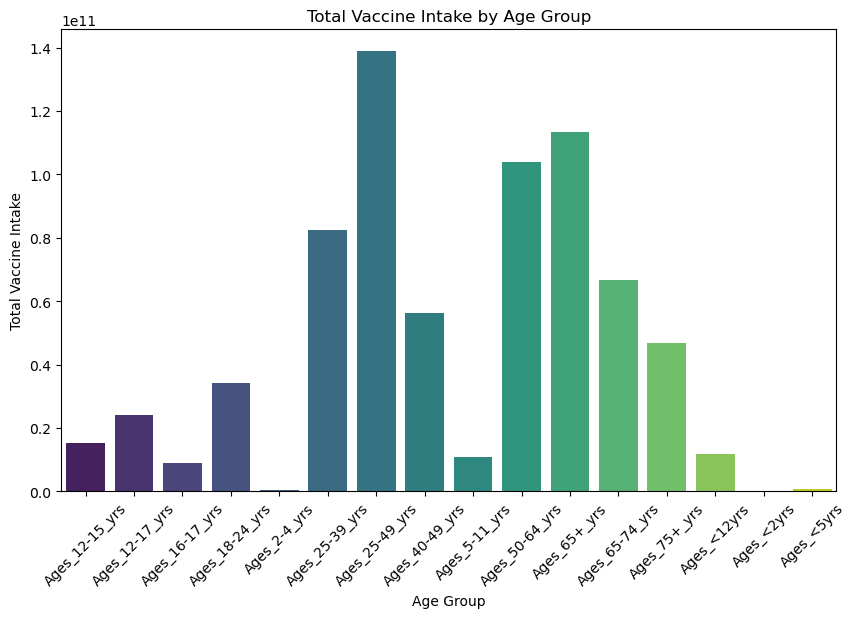 Total Vaccine Intake by Age Group
1e11
1.4
1.2
1.0
0.8
0.6
0.4
0.2
0.0
Total Vaccine Intake
Ages_12-15_yrs
Ages_12-17_yrs
Ages_16-17_yrs
Ages_18-24_yrs
Ages_2-4_yrs
Ages_25-39_yrs
Ages_25-49_yrs
Ages_40-49_yrs
Ages_5-11_yrs
Ages_50-64_yrs
Ages_65+_yrs
Ages_65-74_yrs
Ages_75+_yrs
Ages_<12yrs
Ages_<2yrs
Ages_<5yrs
Age Group